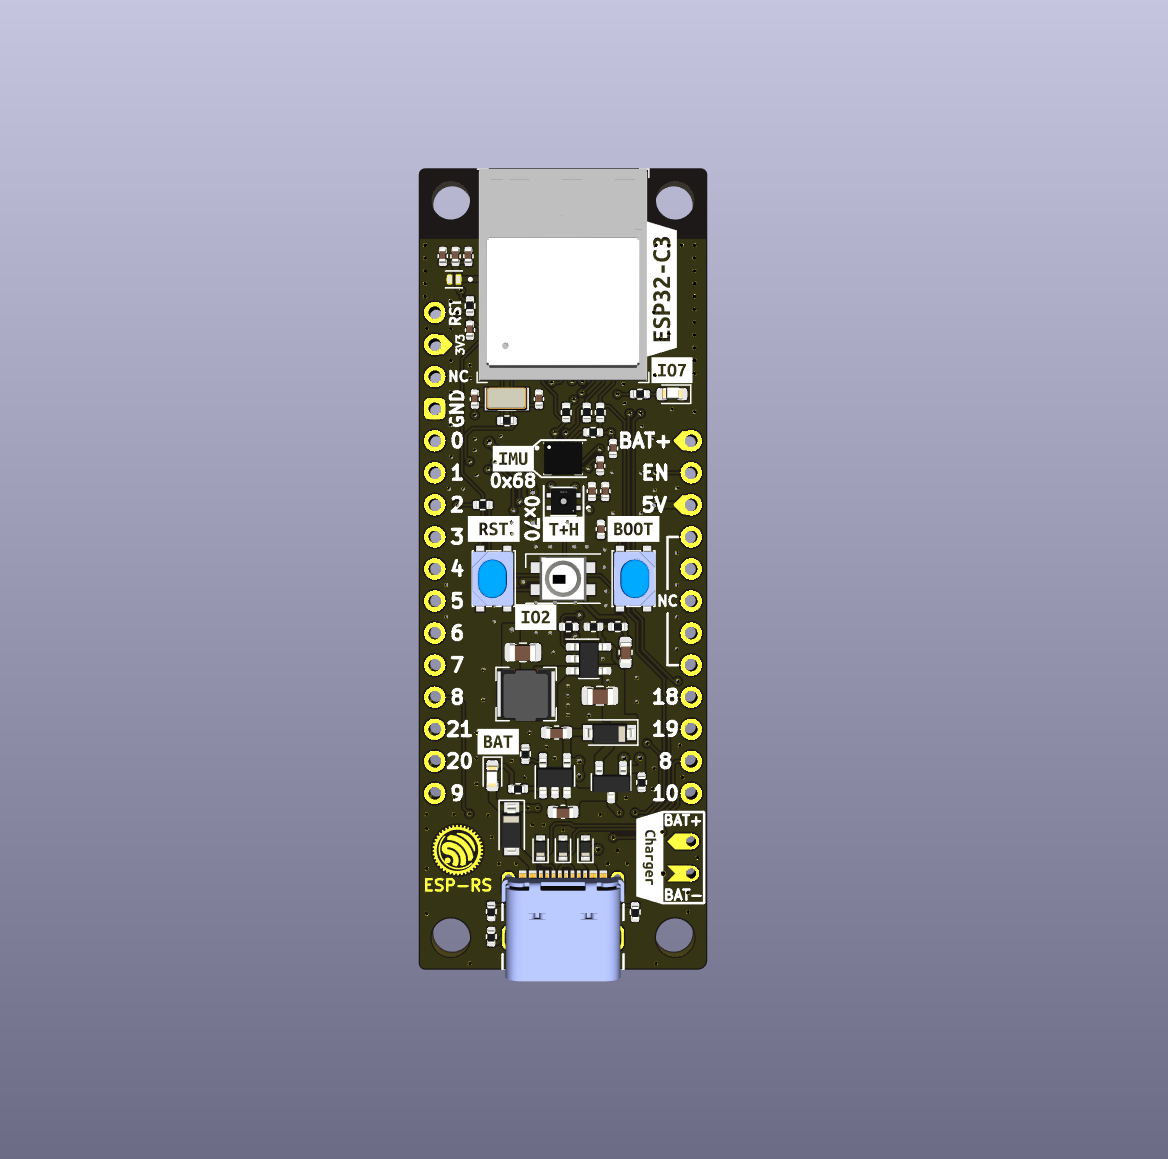 ESP32-C3
RST
3V3
NC
GND
IO7
0
BAT+
IMU
0x68
1
EN
0x70
2
5V
RST
T+H
BOOT
3
4
5
NC
IO2
6
7
8
18
21
19
BAT
20
8
9
10
BAT+
Charger
BAT-
ESP-RS